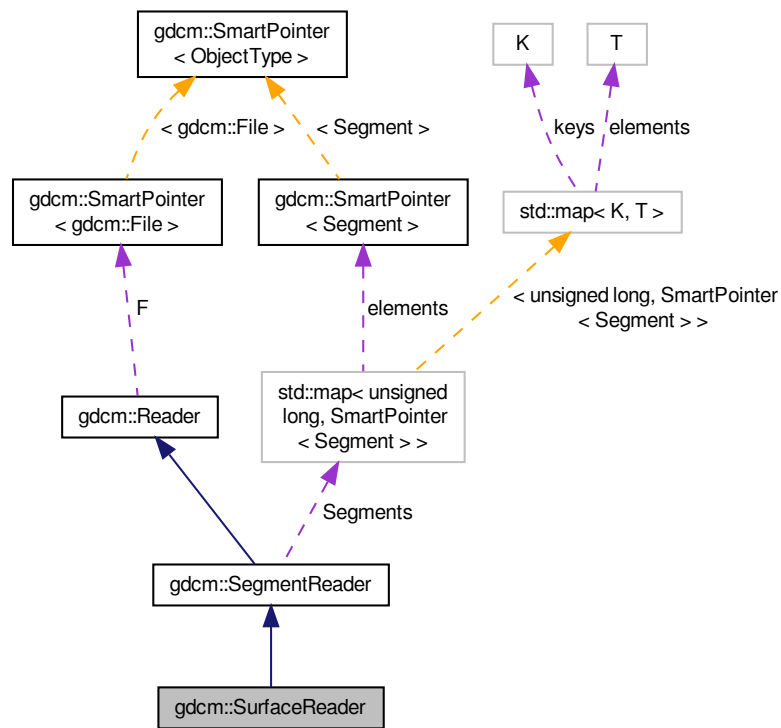 gdcm::SmartPointer
< ObjectType >
K
T
< gdcm::File >
< Segment >
keys
elements
gdcm::SmartPointer
< gdcm::File >
gdcm::SmartPointer
< Segment >
std::map< K, T >
F
elements
< unsigned long, SmartPointer
< Segment > >
gdcm::Reader
std::map< unsigned
long, SmartPointer
< Segment > >
Segments
gdcm::SegmentReader
gdcm::SurfaceReader